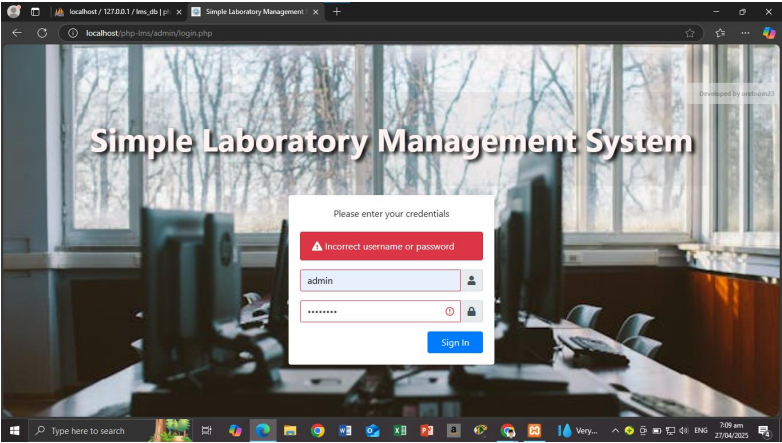 localhost / 127.0.0.1 / lms_db | ph
Simple Laboratory Management
localhost/php-lms/admin/login.php
Developed by oretnom23
Simple Laboratory Management System
Please enter your credentials
Incorrect username or password
admin
Sign In
Type here to search
Very...
ENG
7:09 am
27/04/2025